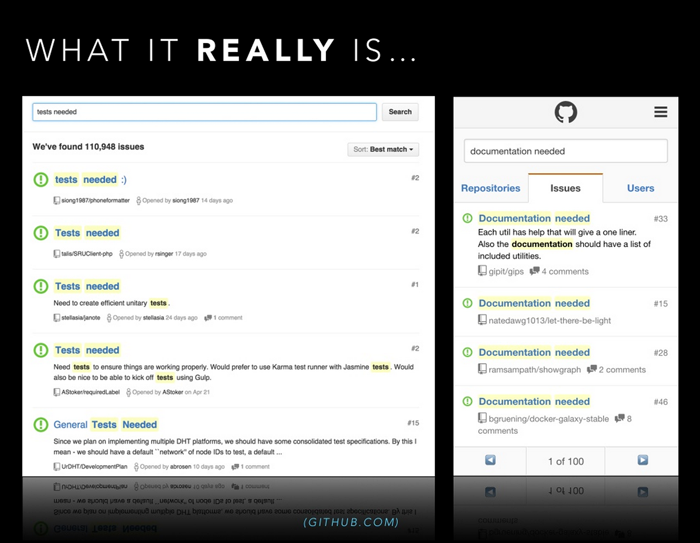 WHAT IT REALLY IS...
tests needed
Search
We've found 110,948 issues
Sort: Best match
tests needed :)
#2
siong1987/phoneformatter Opened by siong1987 14 days ago
Tests needed
#2
talis/SRUClient-php Opened by rsinger 17 days ago
Tests needed
#1
Need to create efficient unitary tests.
stellasia/janote Opened by stellasia 24 days ago 1 comment
Tests needed
#2
Need tests to ensure things are working properly. Would prefer to use Karma test runner with Jasmine tests. Would
also be nice to be able to kick off tests using Gulp.
AStoker/requiredLabel Opened by AStoker on Apr 21
General Tests Needed
#15
Since we plan on implementing multiple DHT platforms, we should have some consolidated test specifications. By this I
mean - we should have a default ``network" of node IDs to test, a default ...
UrDHT/DevelopmentPlan Opened by abrosen 10 days ago 1 comment
documentation needed
Repositories Issues Users
Documentation needed #33
Each util has help that will give a one liner.
Also the documentation should have a list of
included utilities.
gipit/gips 4 comments
Documentation needed #15
natedawg1013/let-there-be-light
Documentation needed #28
ramsampath/showgraph 2 comments
Documentation needed #46
bgruening/docker-galaxy-stable 8
comments
1 of 100
(GITHUB.COM)